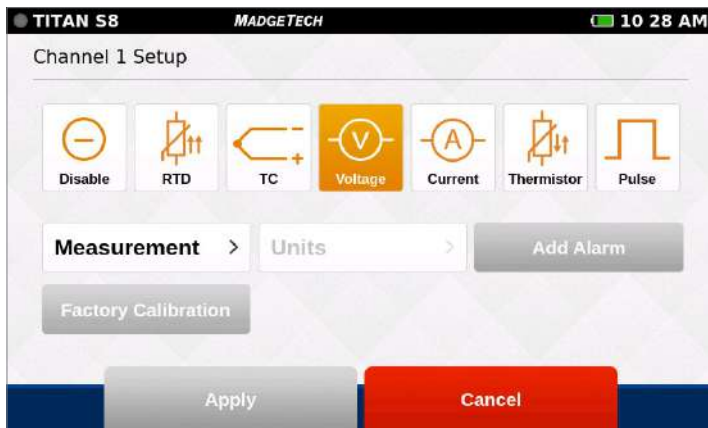 TITAN S8 MADGETECH 10 28 AM
Channel 1 Setup
Disable RTD TC Voltage Current Thermistor Pulse
Measurement > Units > Add Alarm
Factory Calibration
Apply Cancel